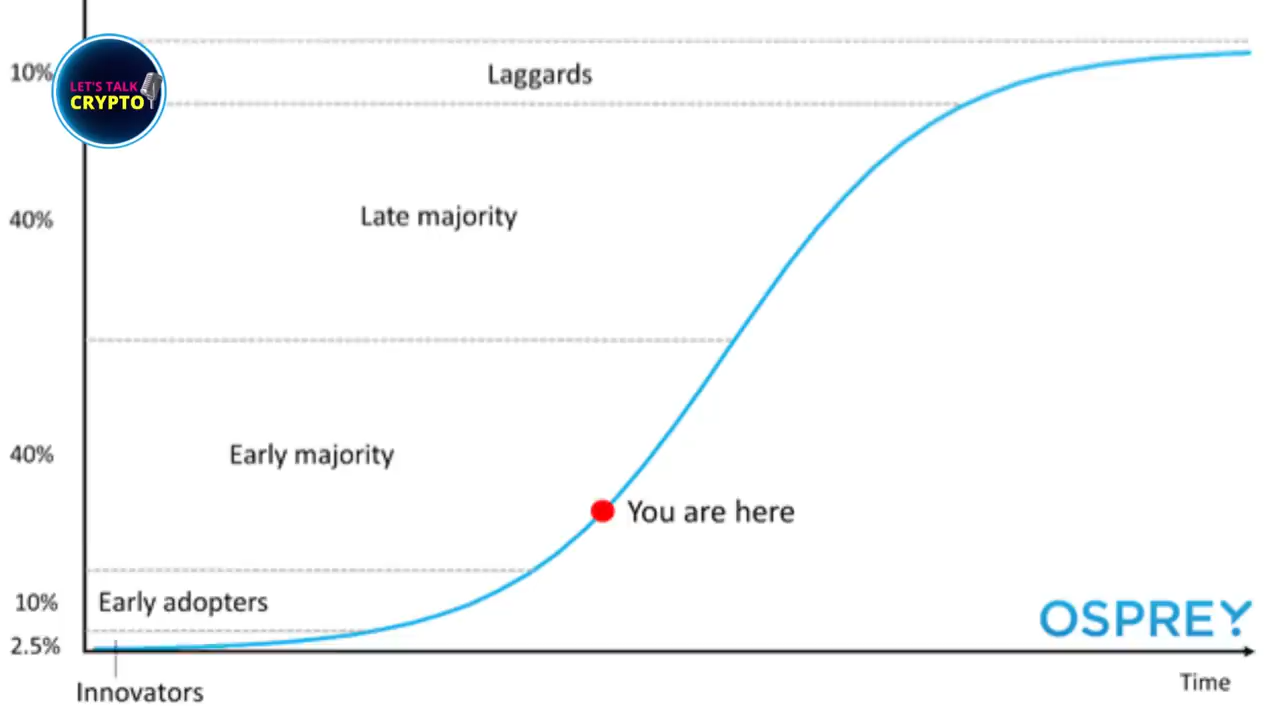 10%
LET'S TALK
CRYPTO
Laggards
40%
Late majority
40%
Early majority
You are here
10%
Early adopters
2.5%
OSPREY
Innovators
Time